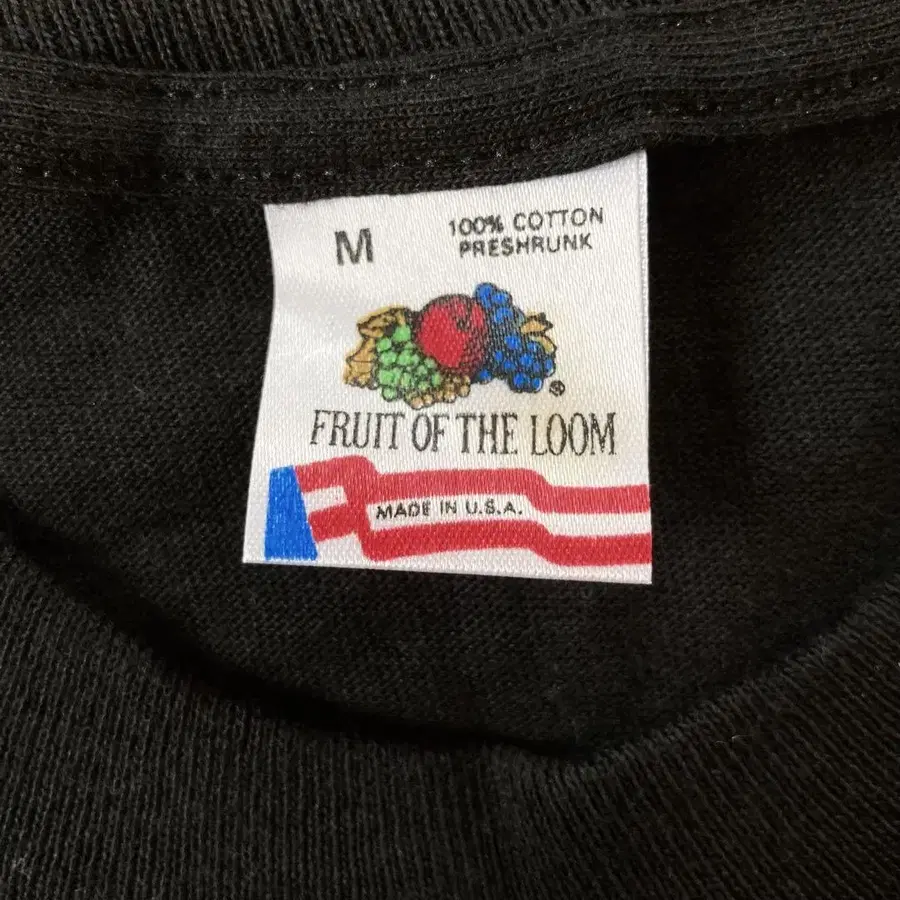 M
100% COTTON
PRESHRUNK
®
FRUIT OF THE LOOM
MADE IN U.S.A.